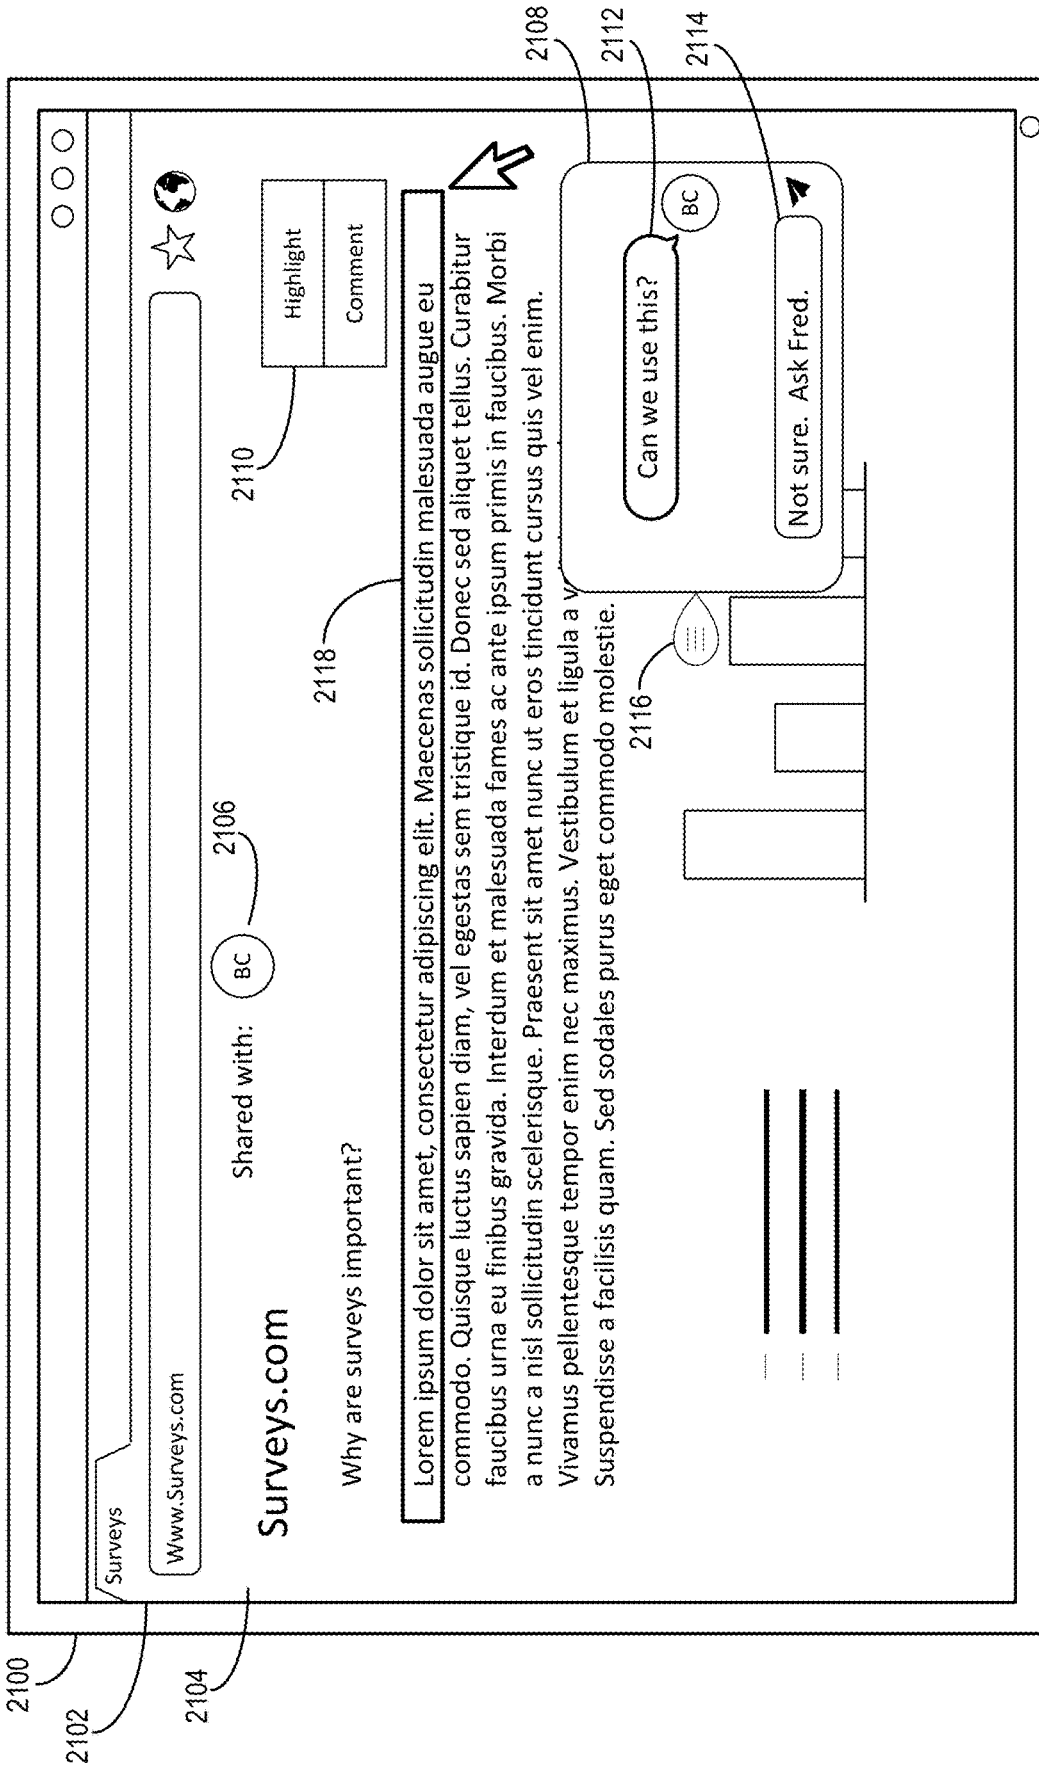 2100
2102
2104
Surveys
Www.Surveys.com
Shared with:
BC
2106
Surveys.com
2110
Highlight
Comment
Why are surveys important?
2118
Lorem ipsum dolor sit amet, consectetur adipiscing elit. Maecenas sollicitudin malesuada augue eu
commodo. Quisque luctus sapien diam, vel egestas sem tristique id. Donec sed aliquet tellus. Curabitur
faucibus urna eu finibus gravida. Interdum et malesuada fames ac ante ipsum primis in faucibus. Morbi
a nunc a nisl sollicitudin scelerisque. Praesent sit amet nunc ut eros tincidunt cursus quis vel enim.
Vivamus pellentesque tempor enim nec maximus. Vestibulum et ligula a
Suspendisse a facilisis quam. Sed sodales purus eget commodo molestie.
2108
2112
2114
2116
Can we use this?
BC
Not sure. Ask Fred.